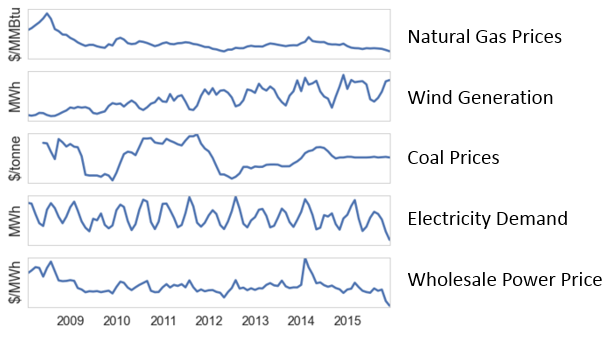 $/MMBtu
Natural Gas Prices
MWh
Wind Generation
$/tonne
Coal Prices
MWh
Electricity Demand
$/MWh
Wholesale Power Price
2009 2010 2011 2012 2013 2014 2015